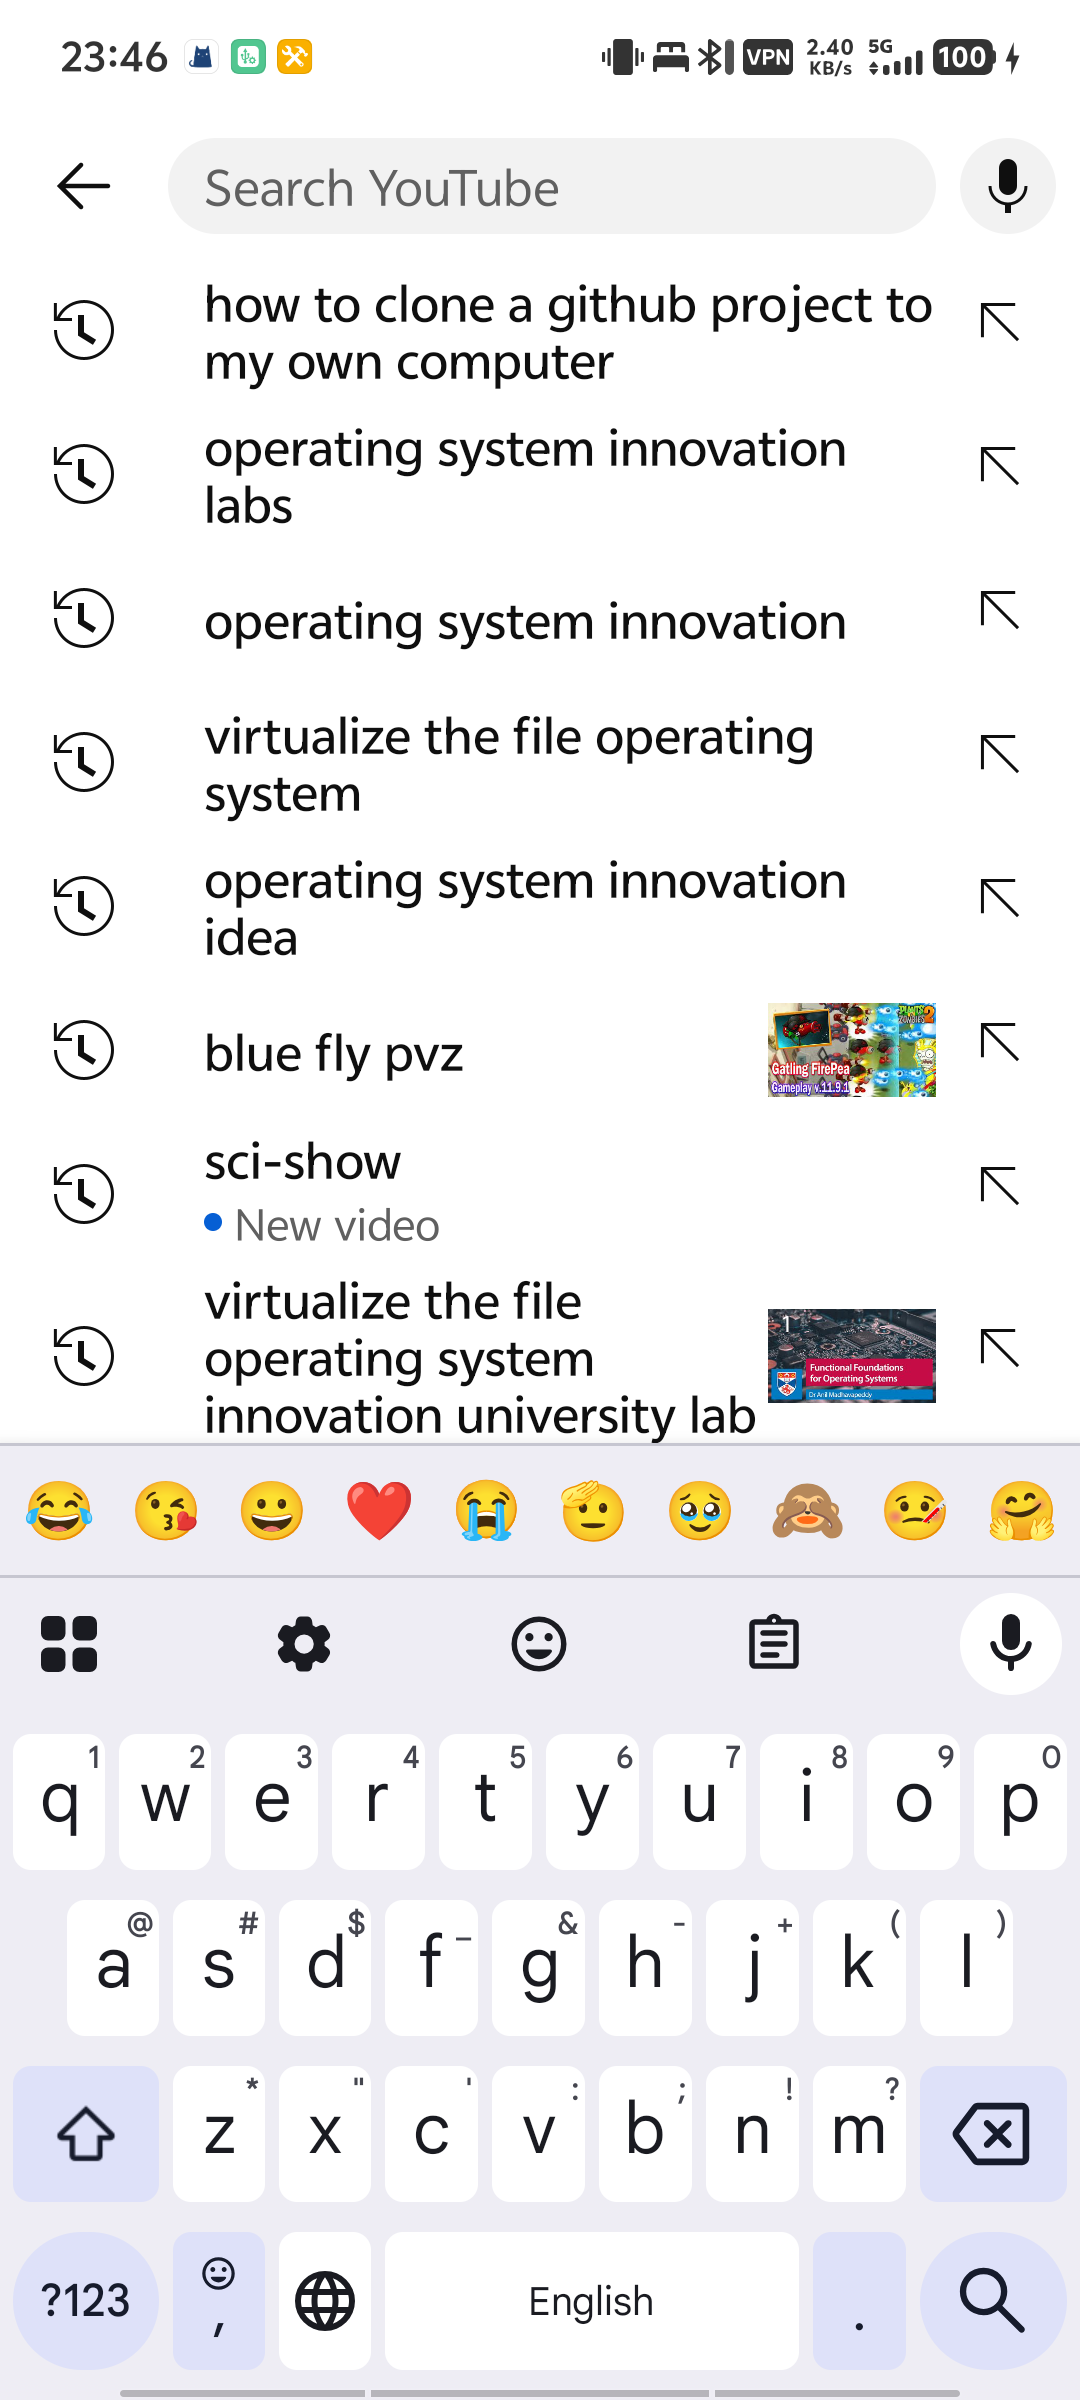 23:46
VPN
2.40
KB/s
5G
100
Search YouTube
how to clone a github project to
my own computer
operating system innovation
labs
operating system innovation
virtualize the file operating
system
operating system innovation
idea
blue fly pvz
Gatling FirePea
Gameplay v.11.9.1
sci-show
New video
virtualize the file
operating system
innovation university lab
1
Functional Foundations
for Operating Systems
Dr Anil Madhavapeddy
1 2 3 4 5 6 7 8 9 0
q w e r t y u i o p
@ # $ _ & - + ( )
a s d f g h j k l
* " ' : ; ! ?
z x c v b n m
?123
,
English
.